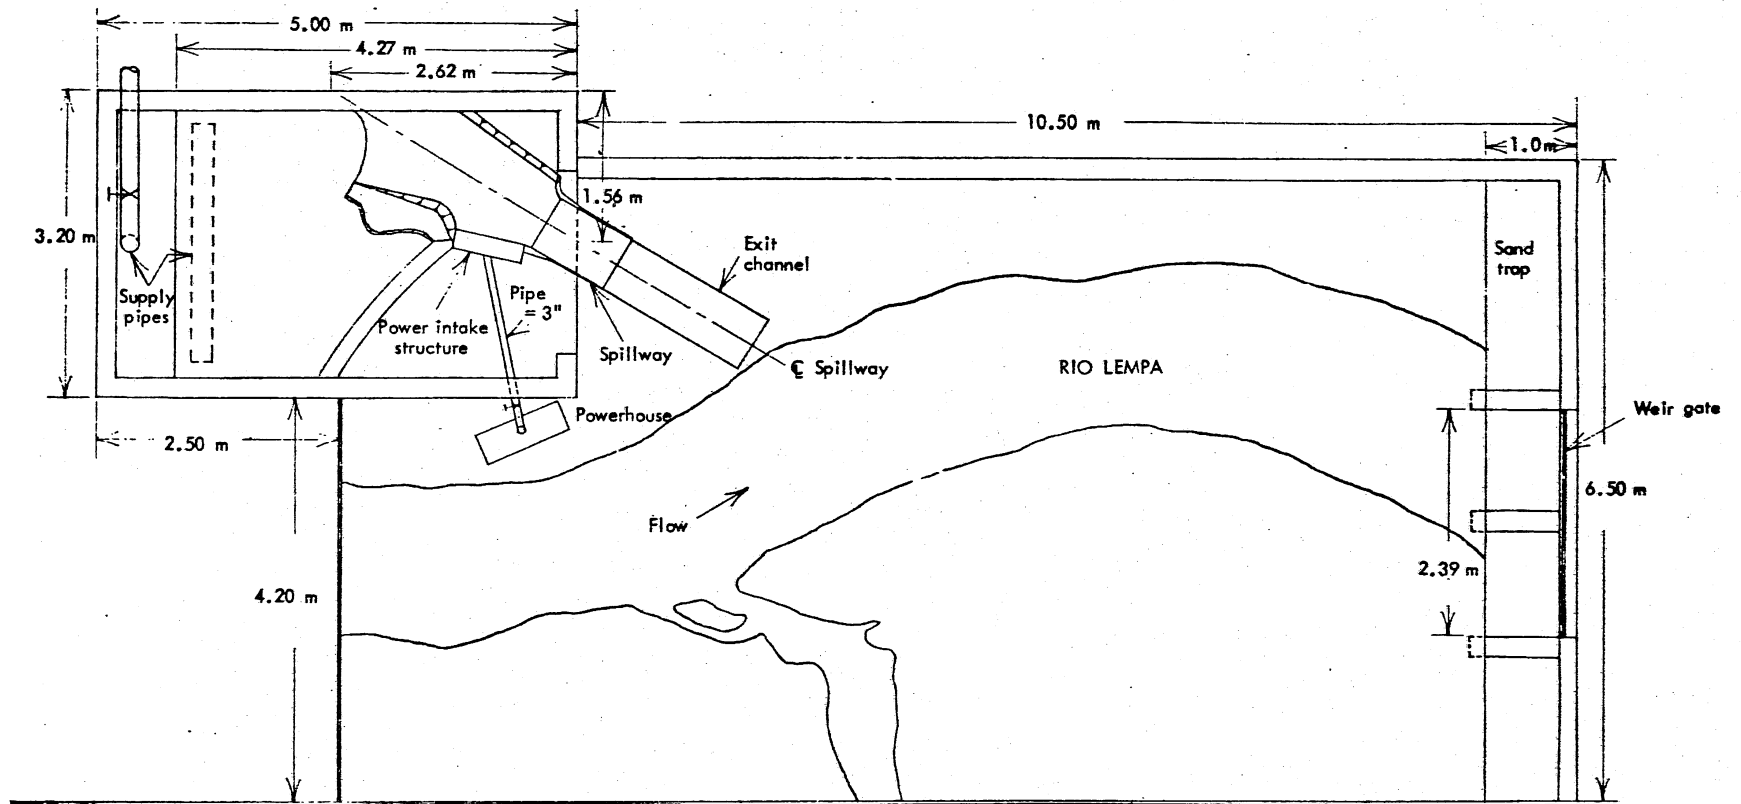 5.00 m
4.27 m
2.62 m
10.50 m
1.0m
1.56 m
3.20 m
Exit
channel
Sand
trap
Supply
pipes
Pipe
= 3"
Power intake
structure
Spillway
℄ Spillway
RIO LEMPA
Powerhouse
Weir gate
2.50 m
6.50 m
Flow
2.39 m
4.20 m